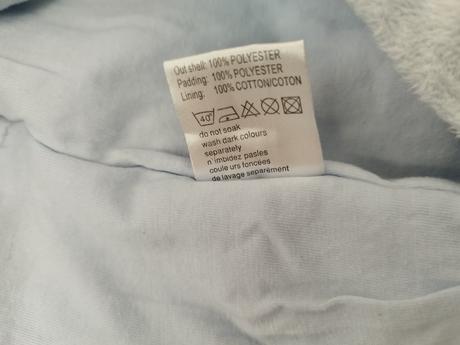 Out shell: 100% POLYESTER
Padding: 100% POLYESTER
Lining: 100% COTTON/COTON
40°
do not soak
wash dark colours
separately
n'imbidez pasles
coule urs foncées
de lavage separément